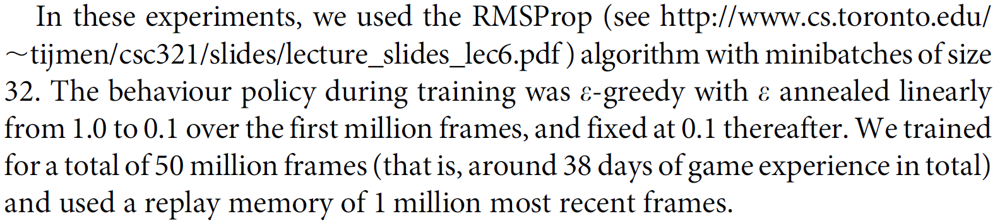 In these experiments, we used the RMSProp (see http://www.cs.toronto.edu/
~tijmen/csc321/slides/lecture_slides_lec6.pdf ) algorithm with minibatches of size
32. The behaviour policy during training was ε-greedy with ε annealed linearly
from 1.0 to 0.1 over the first million frames, and fixed at 0.1 thereafter. We trained
for a total of 50 million frames (that is, around 38 days of game experience in total)
and used a replay memory of 1 million most recent frames.